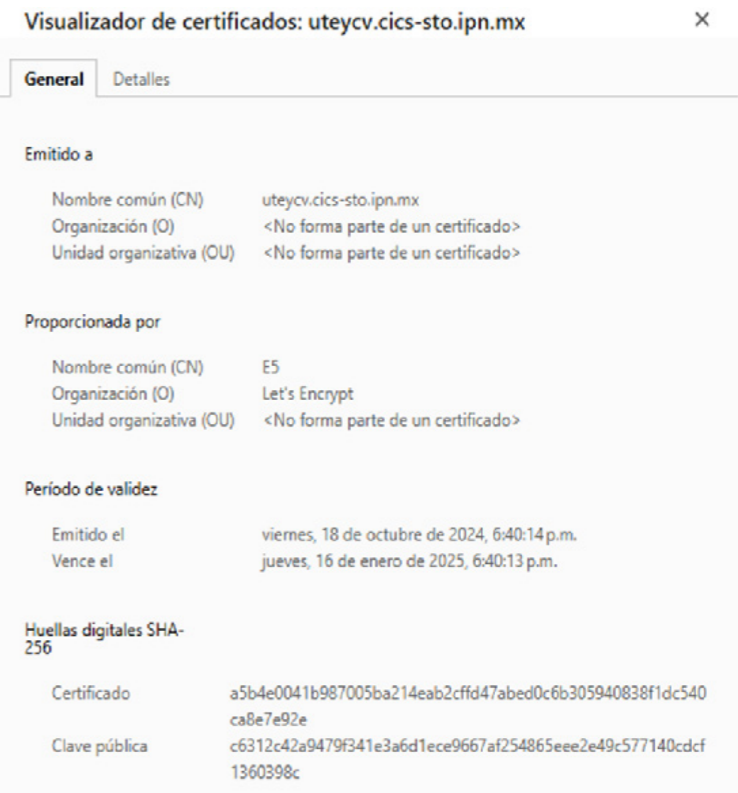 Visualizador de certificados: uteycv.cics-sto.ipn.mx
General Detalles
Emitido a
Nombre común (CN) uteycv.cics-sto.ipn.mx
Organización (O) <No forma parte de un certificado>
Unidad organizativa (OU) <No forma parte de un certificado>
Proporcionada por
Nombre común (CN) E5
Organización (O) Let's Encrypt
Unidad organizativa (OU) <No forma parte de un certificado>
Período de validez
Emitido el viernes, 18 de octubre de 2024, 6:40:14 p.m.
Vence el jueves, 16 de enero de 2025, 6:40:13 p.m.
Huellas digitales SHA-
256
Certificado a5b4e0041b987005ba214eab2cffd47abed0c6b305940838f1dc540
ca8e7e92e
Clave pública c6312c42a9479f341e3a6d1ece9667af254865eee2e49c577140cdcf
1360398c